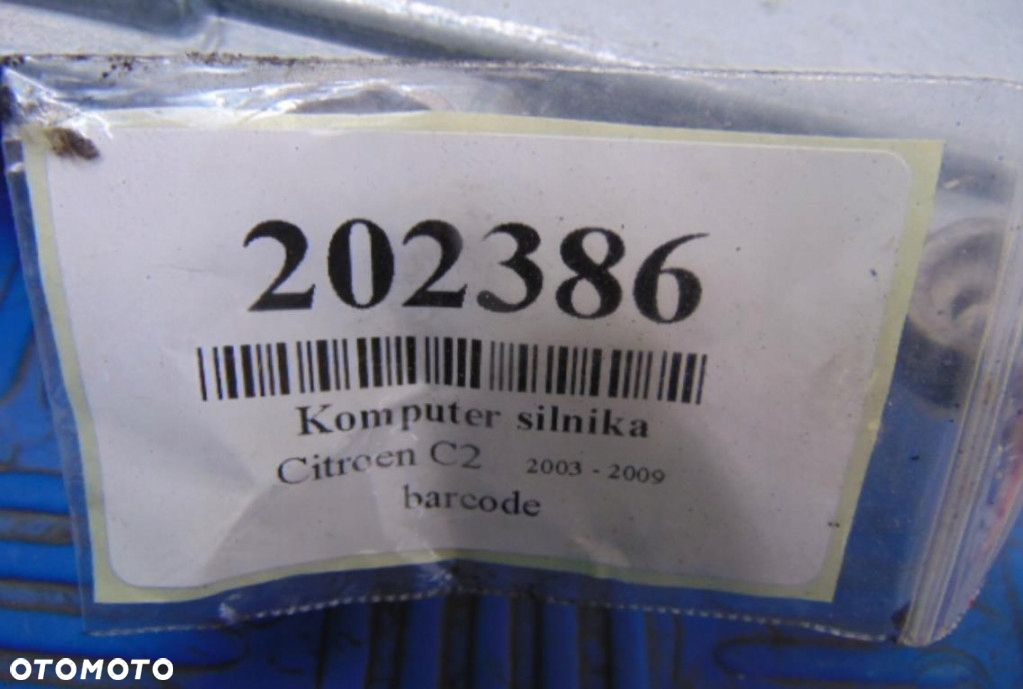 202386
Komputer silnika
Citroen C2 2003 - 2009
barcode
OTOMOTO